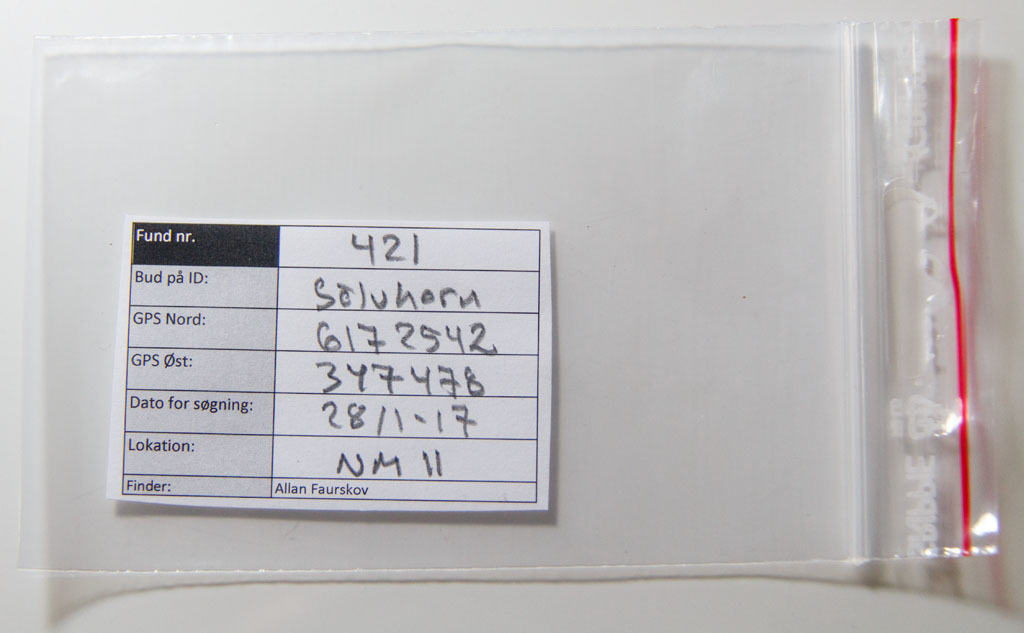 Fund nr. 421
Bud på ID: Sølvhorn
GPS Nord: 6172542
GPS Øst: 347478
Dato for søgning: 28/1-17
Lokation: NM 11
Finder: Allan Faurskov